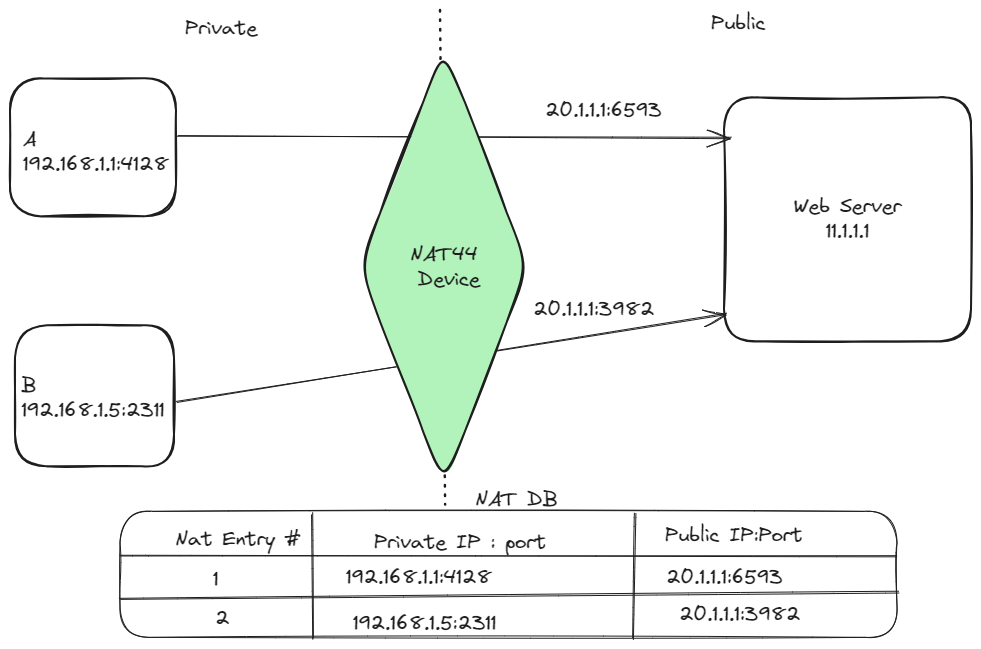 Private
Public
20.1.1.1:6593
A
192.168.1.1:4128
Web Server
11.1.1.1
NAT44
Device
20.1.1.1:3982
B
192.168.1.5:2311
NAT DB
Nat Entry # Private IP : port Public IP:Port
1 192.168.1.1:4128 20.1.1.1:6593
2 192.168.1.5:2311 20.1.1.1:3982